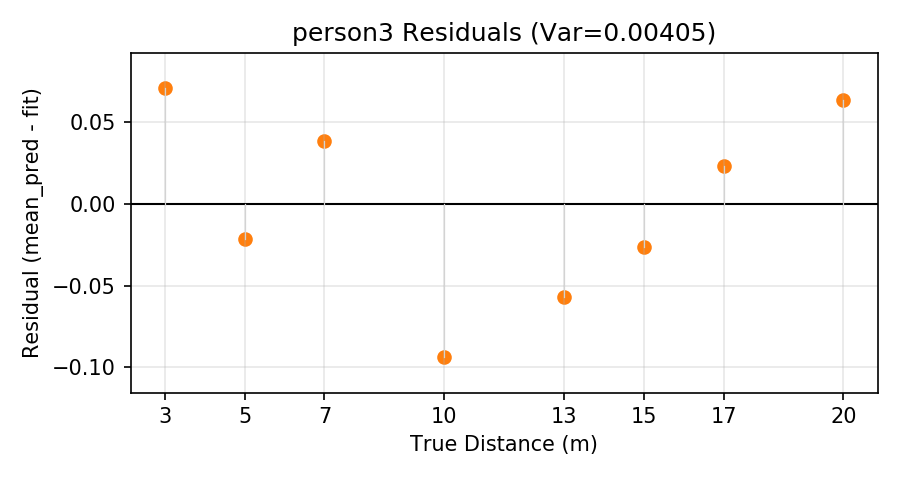 person3 Residuals (Var=0.00405)
Residual (mean_pred - fit)
0.05
0.00
−0.05
−0.10
3 5 7 10 13 15 17 20
True Distance (m)